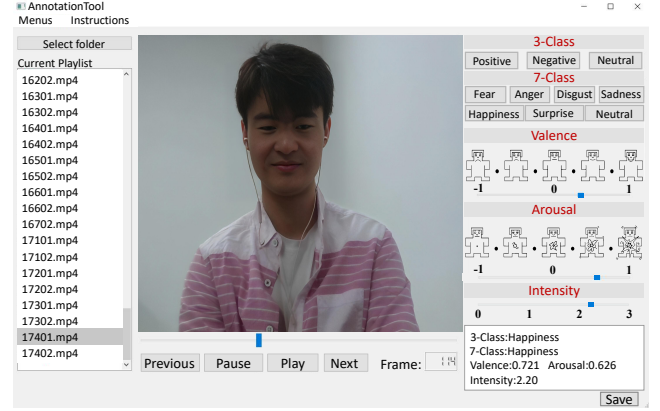 AnnotationTool
Menus Instructions
Select folder
Current Playlist
16202.mp4
16301.mp4
16302.mp4
16401.mp4
16402.mp4
16501.mp4
16502.mp4
16601.mp4
16602.mp4
16702.mp4
17101.mp4
17102.mp4
17201.mp4
17202.mp4
17301.mp4
17302.mp4
17401.mp4
17402.mp4
Previous Pause Play Next Frame: 114
3-Class
Positive Negative Neutral
7-Class
Fear Anger Disgust Sadness
Happiness Surprise Neutral
Valence
-1 0 1
Arousal
-1 0 1
Intensity
0 1 2 3
3-Class:Happiness
7-Class:Happiness
Valence:0.721 Arousal:0.626
Intensity:2.20
Save